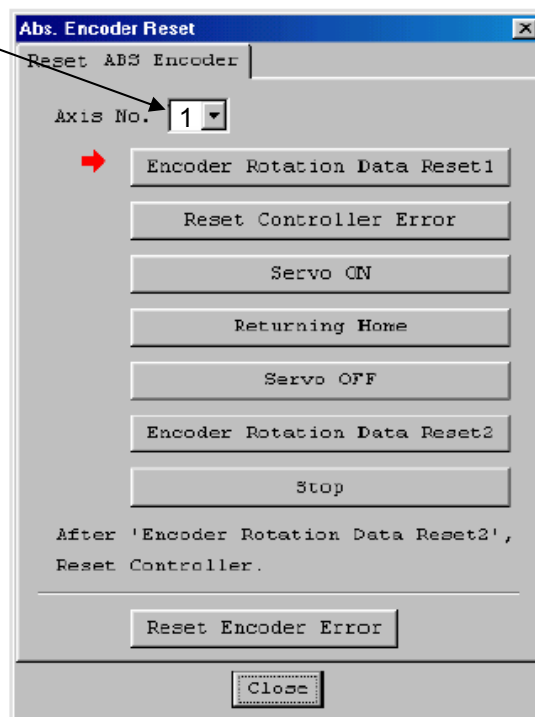 Abs. Encoder Reset
Reset ABS Encoder
Axis No. 1
Encoder Rotation Data Reset1
Reset Controller Error
Servo ON
Returning Home
Servo OFF
Encoder Rotation Data Reset2
Stop
After 'Encoder Rotation Data Reset2',
Reset Controller.
Reset Encoder Error
Close